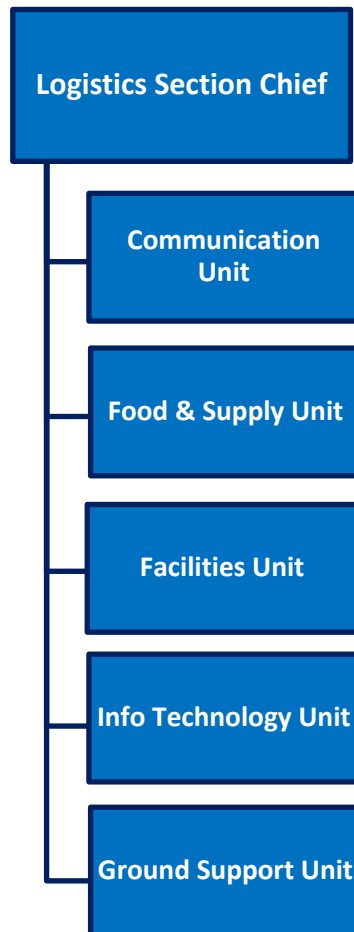 Logistics Section Chief
Communication
Unit
Food & Supply Unit
Facilities Unit
Info Technology Unit
Ground Support Unit